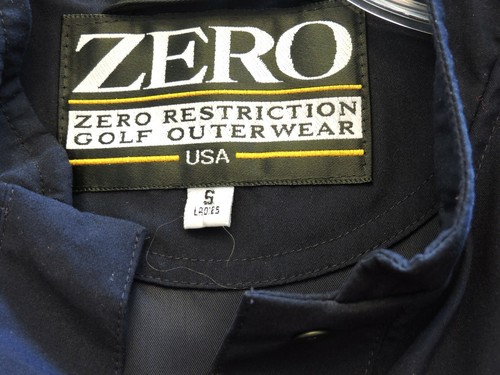 ZERO
ZERO RESTRICTION
GOLF OUTERWEAR
USA
S
LADIES